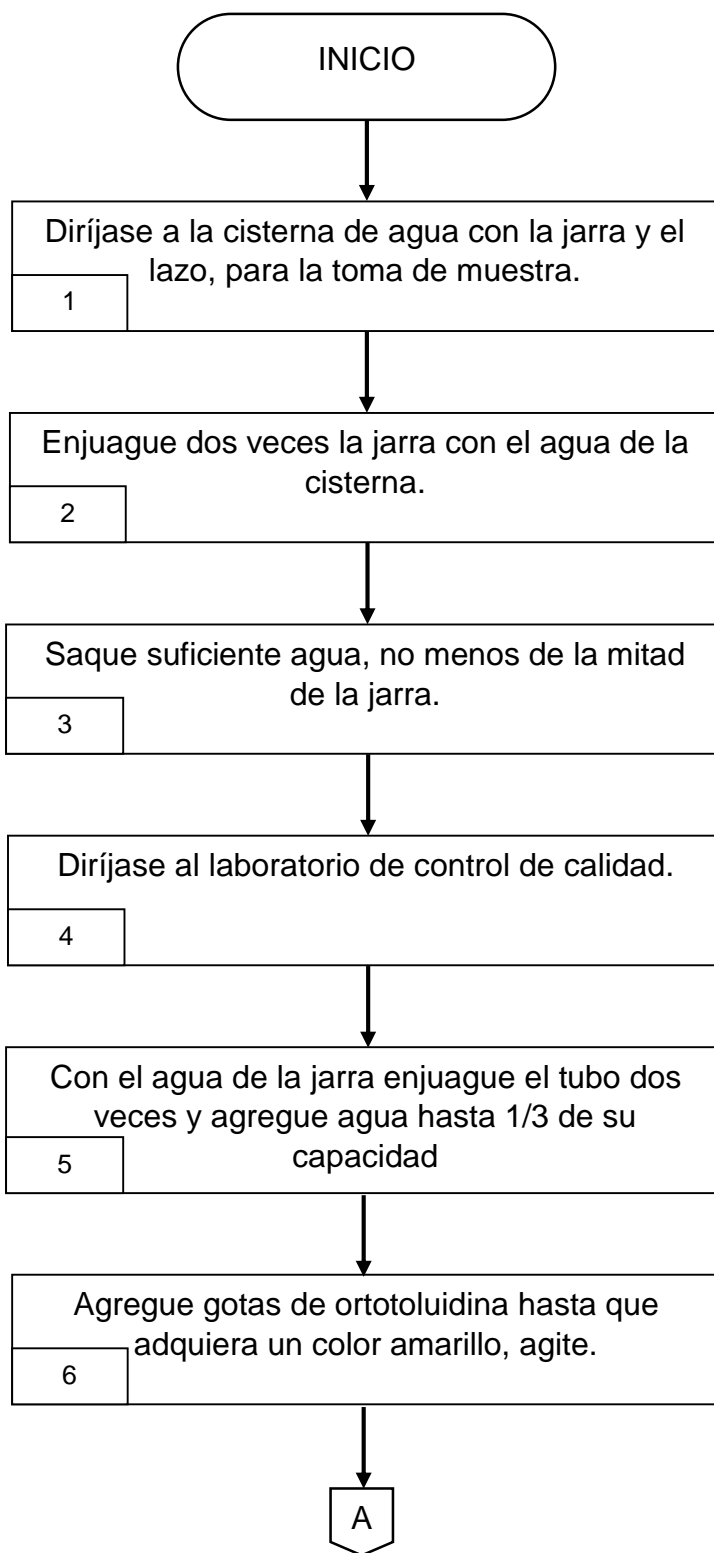 INICIO
Diríjase a la cisterna de agua con la jarra y el
lazo, para la toma de muestra.
1
Enjuague dos veces la jarra con el agua de la
cisterna.
2
Saque suficiente agua, no menos de la mitad
de la jarra.
3
Diríjase al laboratorio de control de calidad.
4
Con el agua de la jarra enjuague el tubo dos
veces y agregue agua hasta 1/3 de su
capacidad
5
Agregue gotas de ortotoluidina hasta que
adquiera un color amarillo, agite.
6
A